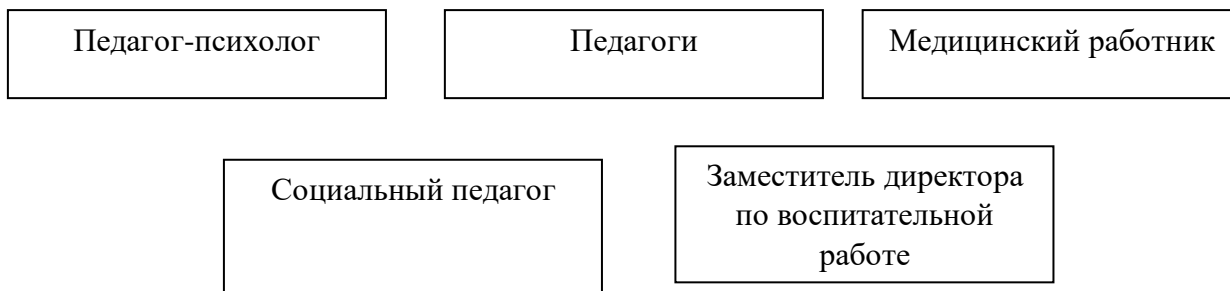 Педагог-психолог
Педагоги
Медицинский работник
Социальный педагог
Заместитель директора
по воспитательной
работе